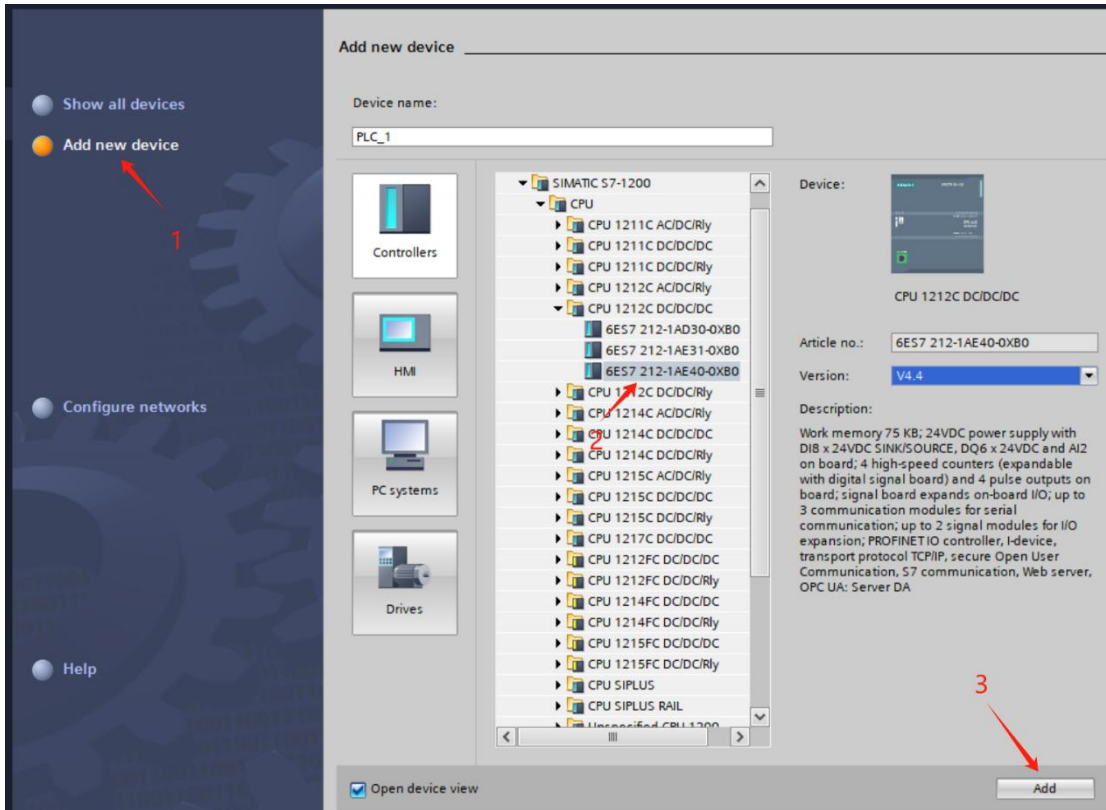 Add new device
Show all devices
Add new device
Configure networks
Help
Device name:
PLC_1
Controllers
HMI
PC systems
Drives
SIMATIC S7-1200
CPU
CPU 1211C AC/DC/Rly
CPU 1211C DC/DC/DC
CPU 1211C DC/DC/Rly
CPU 1212C AC/DC/Rly
CPU 1212C DC/DC/DC
6ES7 212-1AD30-0XB0
6ES7 212-1AE31-0XB0
6ES7 212-1AE40-0XB0
CPU 1212C DC/DC/Rly
CPU 1214C AC/DC/Rly
CPU 1214C DC/DC/DC
CPU 1214C DC/DC/Rly
CPU 1215C AC/DC/Rly
CPU 1215C DC/DC/DC
CPU 1215C DC/DC/Rly
CPU 1217C DC/DC/DC
CPU 1212FC DC/DC/DC
CPU 1212FC DC/DC/Rly
CPU 1214FC DC/DC/DC
CPU 1214FC DC/DC/Rly
CPU 1215FC DC/DC/DC
CPU 1215FC DC/DC/Rly
CPU SIPLUS
CPU SIPLUS RAIL
Unspecified CPU 1200
Device:
CPU 1212C DC/DC/DC
Article no.:
6ES7 212-1AE40-0XB0
Version:
V4.4
Description:
Work memory 75 KB; 24VDC power supply with
DI8 x 24VDC SINK/SOURCE, DQ6 x 24VDC and AI2
on board; 4 high-speed counters (expandable
with digital signal board) and 4 pulse outputs on
board; signal board expands on-board I/O; up to
3 communication modules for serial
communication; up to 2 signal modules for I/O
expansion; PROFINET IO controller, I-device,
transport protocol TCP/IP, secure Open User
Communication, S7 communication, Web server,
OPC UA: Server DA
1
2
3
Open device view
Add